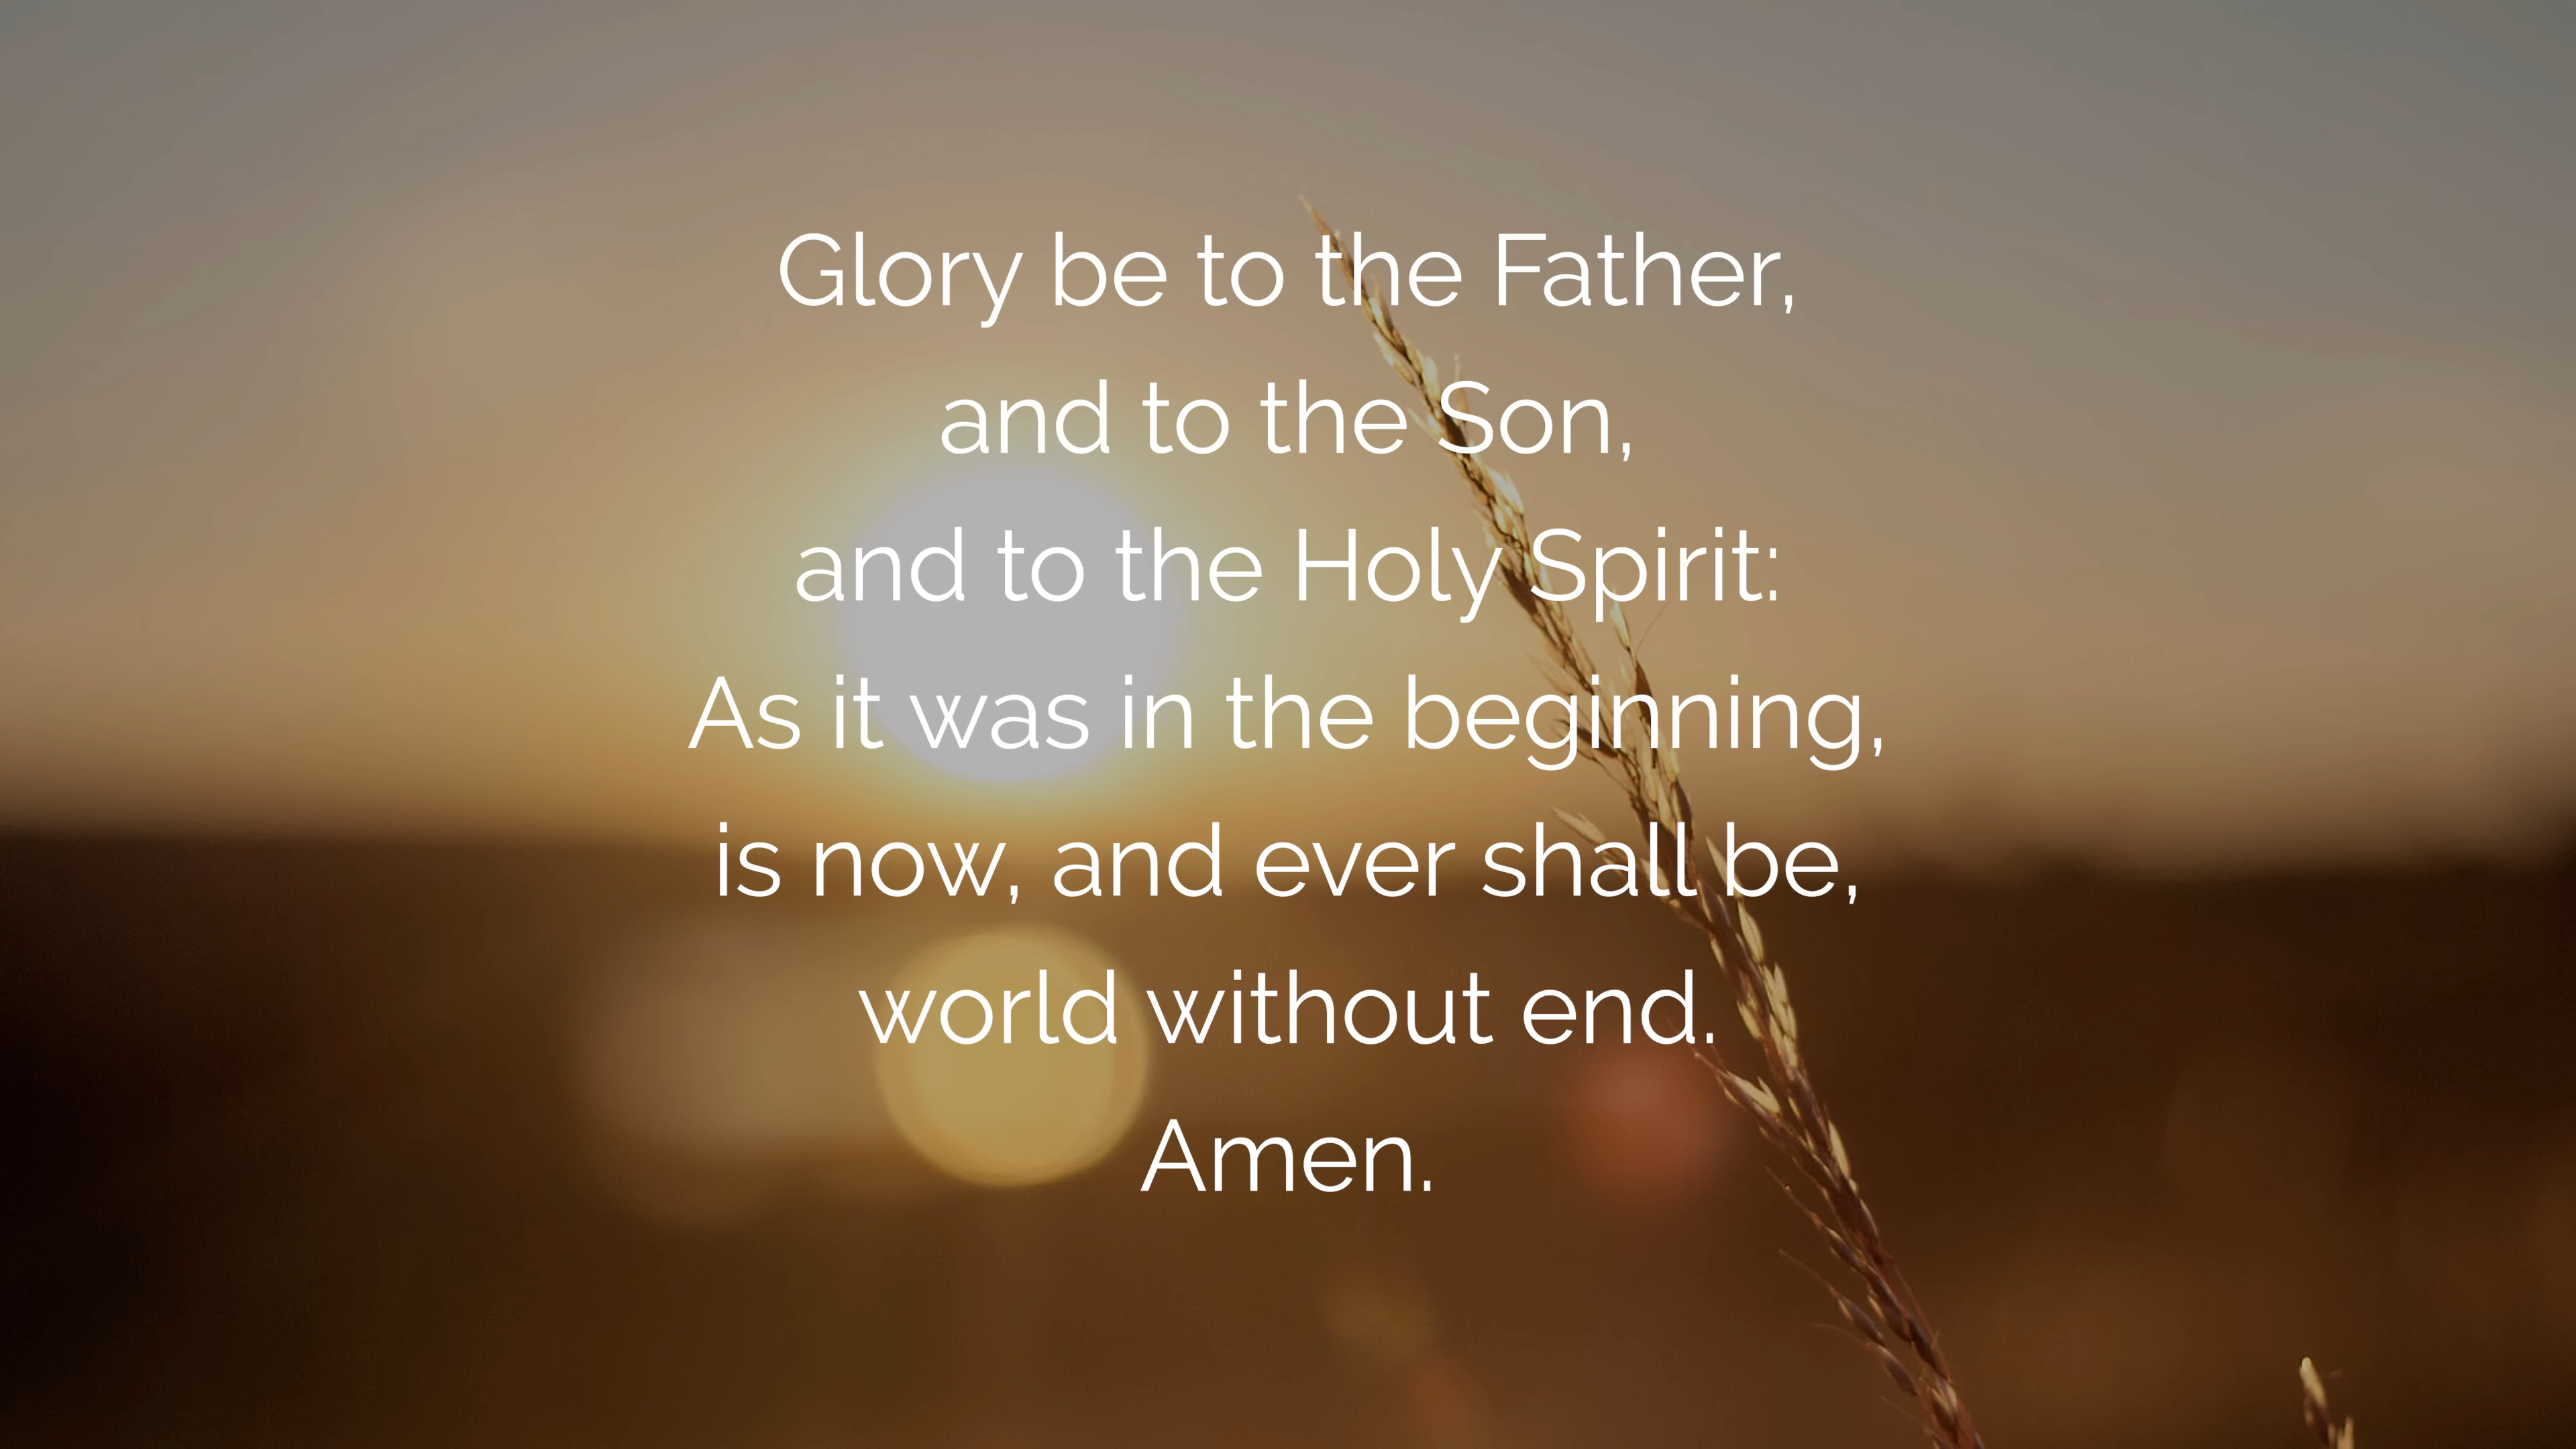 Glory be to the Father,
and to the Son,
and to the Holy Spirit:
As it was in the beginning,
is now, and ever shall be,
world without end.
Amen.